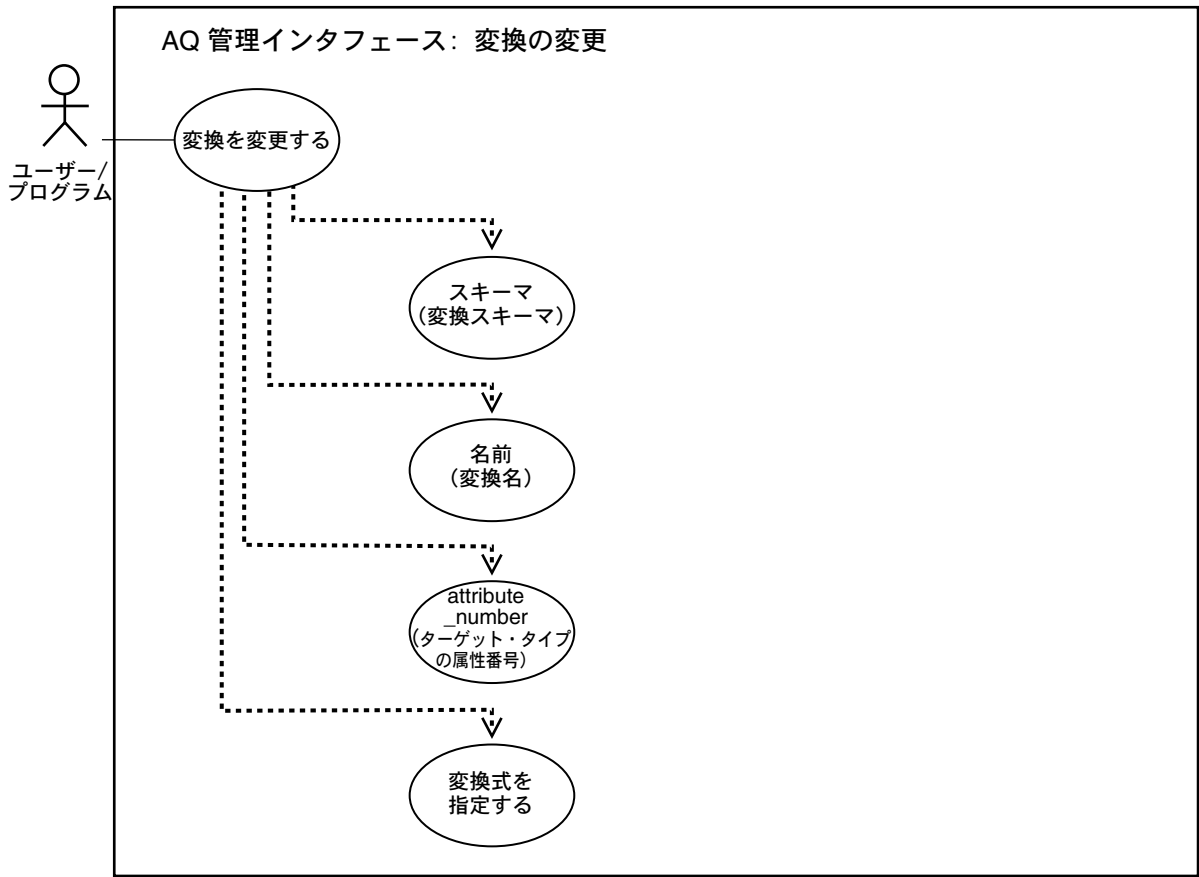 AQ 管理インタフェース： 変換の変更
ユーザー/
プログラム
変換を変更する
スキーマ
（変換スキーマ）
名前
（変換名）
attribute
_number
（ターゲット・タイプ
の属性番号）
変換式を
指定する